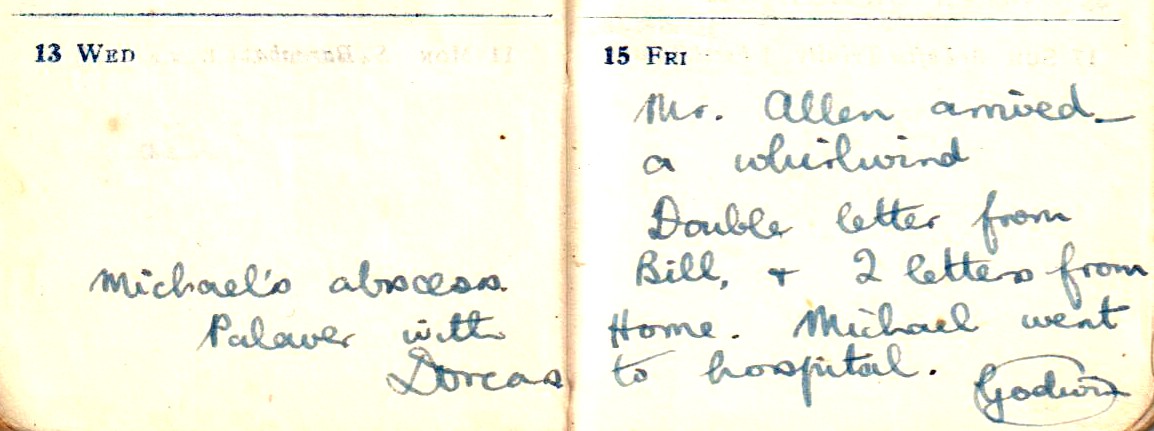 13 WED
Michael's abscess.
Palaver with
Dorcas
15 FRI
Mr. Allen arrived –
a whirlwind
Double letter from
Bill, + 2 letters from
Home. Michael went
to hospital.
Godwin